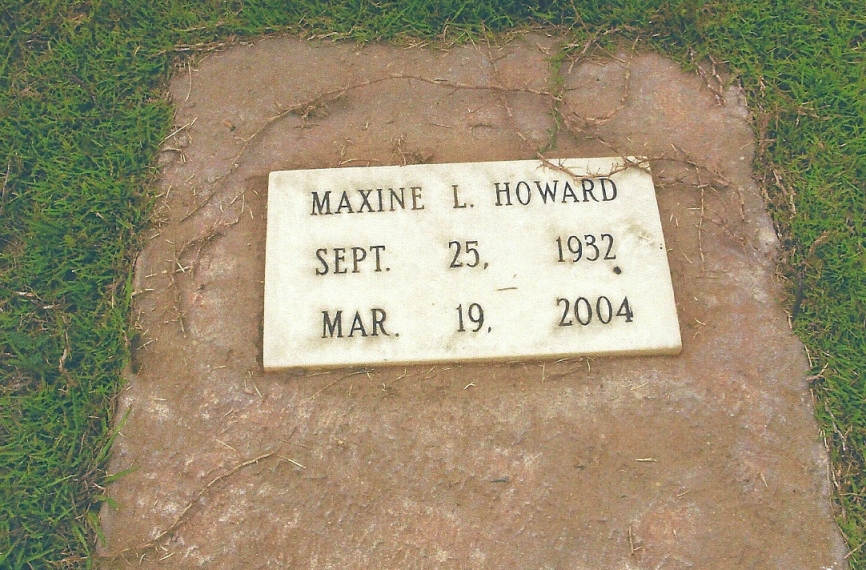 MAXINE L. HOWARD
SEPT. 25, 1932
MAR. 19, 2004